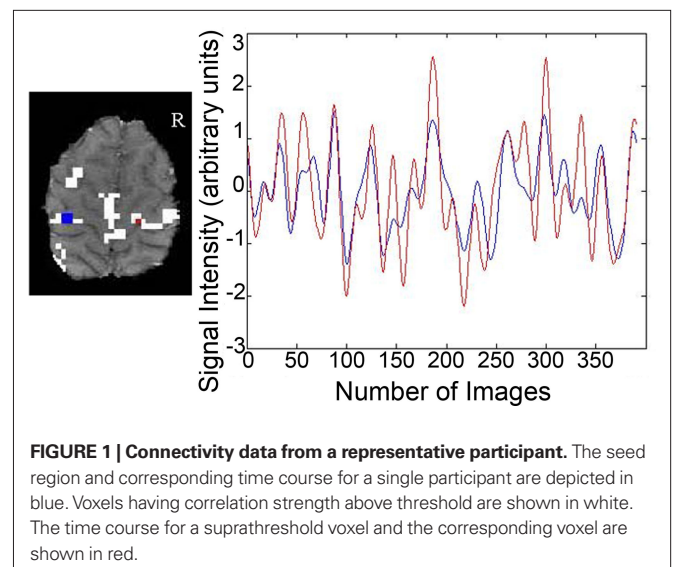 R
Signal Intensity (arbitrary units)
3
2
1
0
-1
-2
-3
0 50 100 150 200 250 300 350
Number of Images
FIGURE 1 | Connectivity data from a representative participant. The seed
region and corresponding time course for a single participant are depicted in
blue. Voxels having correlation strength above threshold are shown in white.
The time course for a suprathreshold voxel and the corresponding voxel are
shown in red.